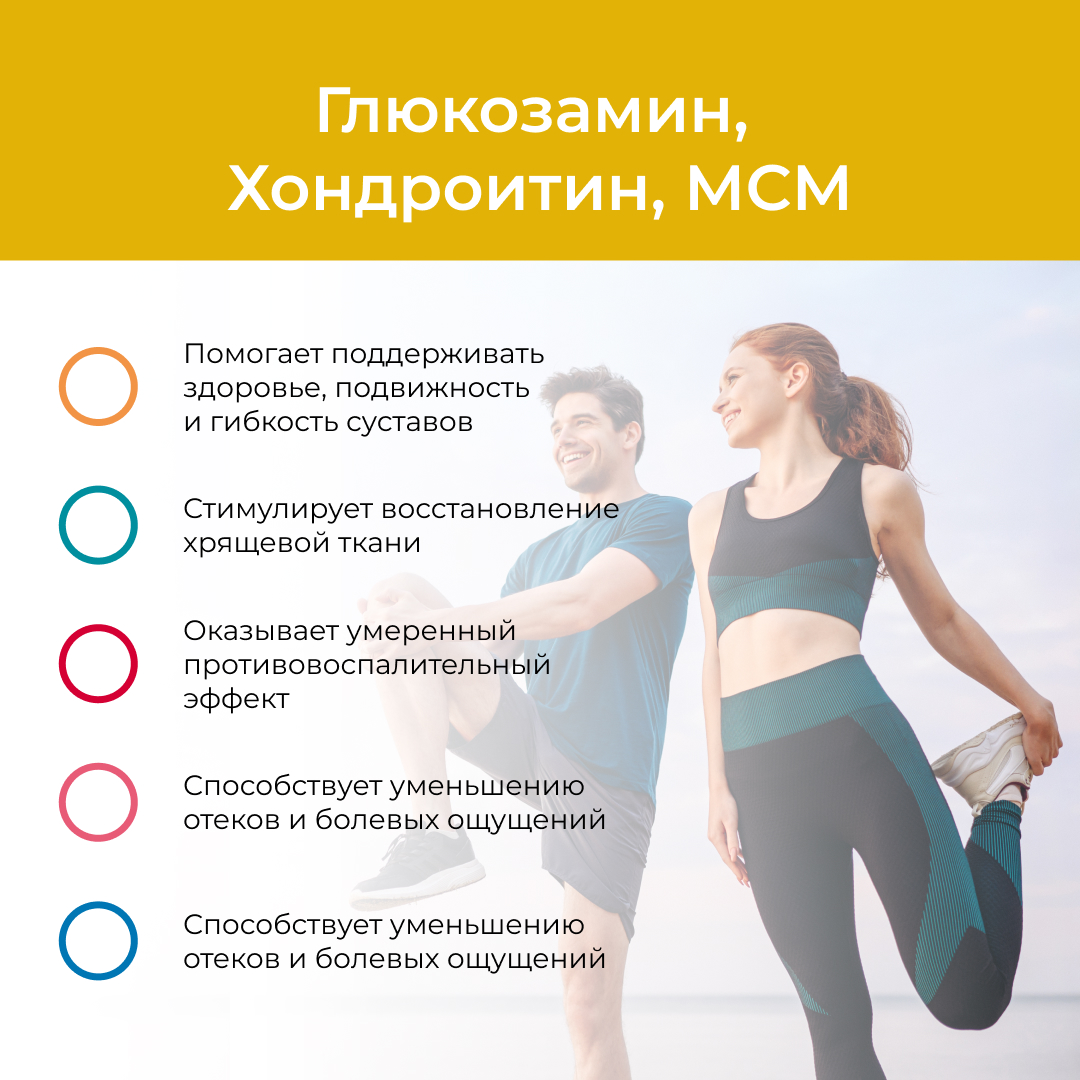 Глюкозамин,
Хондроитин, МСМ
Помогает поддерживать
здоровье, подвижность
и гибкость суставов
Стимулирует восстановление
хрящевой ткани
Оказывает умеренный
противовоспалительный
эффект
Способствует уменьшению
отеков и болевых ощущений
Способствует уменьшению
отеков и болевых ощущений